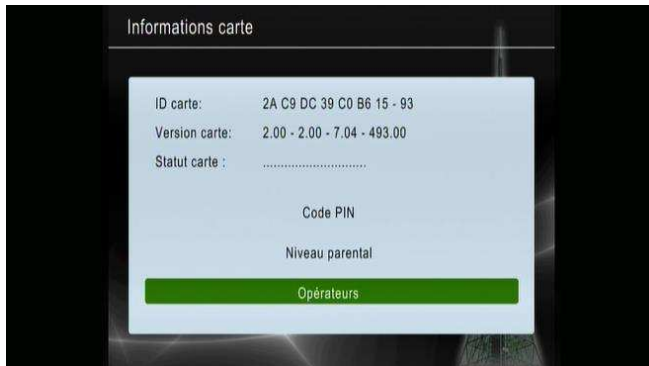 Informations carte
ID carte: 2A C9 DC 39 C0 B6 15 - 93
Version carte: 2.00 - 2.00 - 7.04 - 493.00
Statut carte : .............................
Code PIN
Niveau parental
Opérateurs